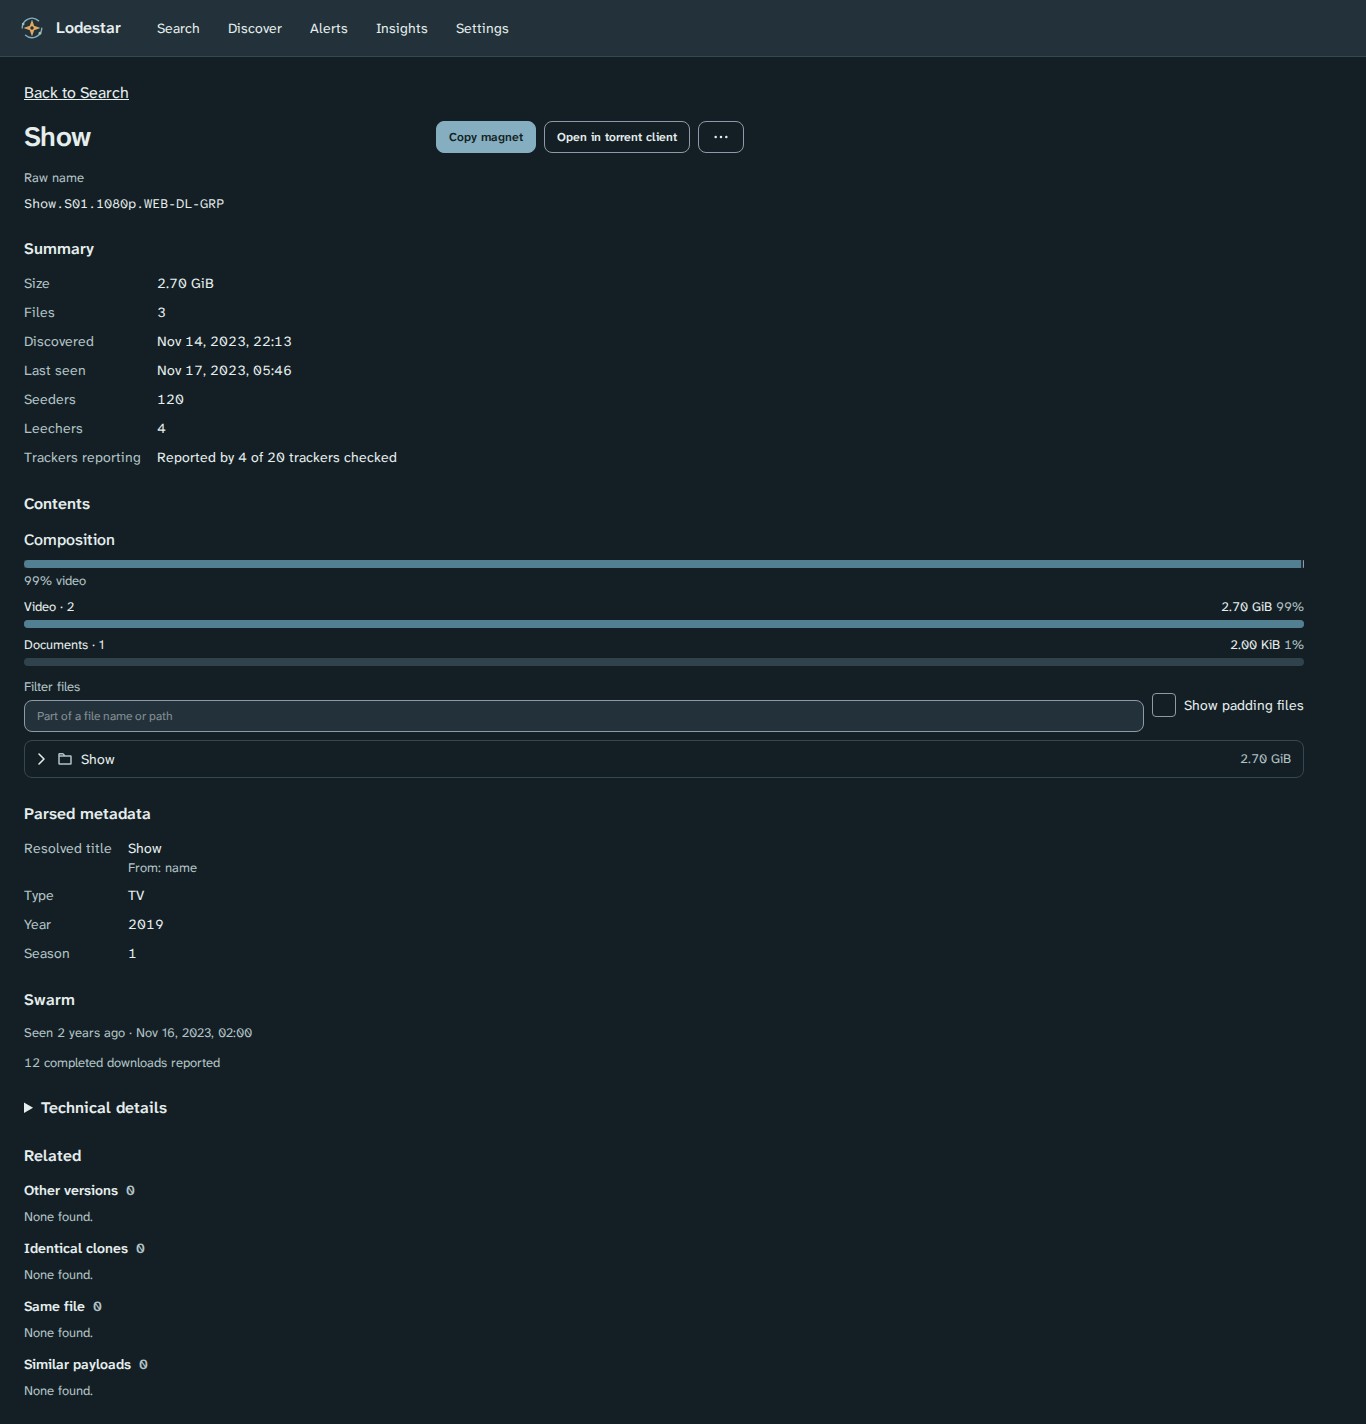 Lodestar Search Discover Alerts Insights Settings
Back to Search
Show
Copy magnet Open in torrent client ···
Raw name
Show.S01.1080p.WEB-DL-GRP
Summary
Size 2.70 GiB
Files 3
Discovered Nov 14, 2023, 22:13
Last seen Nov 17, 2023, 05:46
Seeders 120
Leechers 4
Trackers reporting Reported by 4 of 20 trackers checked
Contents
Composition
99% video
Video · 2 2.70 GiB 99%
Documents · 1 2.00 KiB 1%
Filter files
Part of a file name or path Show padding files
Show 2.70 GiB
Parsed metadata
Resolved title Show
From: name
Type TV
Year 2019
Season 1
Swarm
Seen 2 years ago · Nov 16, 2023, 02:00
12 completed downloads reported
Technical details
Related
Other versions 0
None found.
Identical clones 0
None found.
Same file 0
None found.
Similar payloads 0
None found.